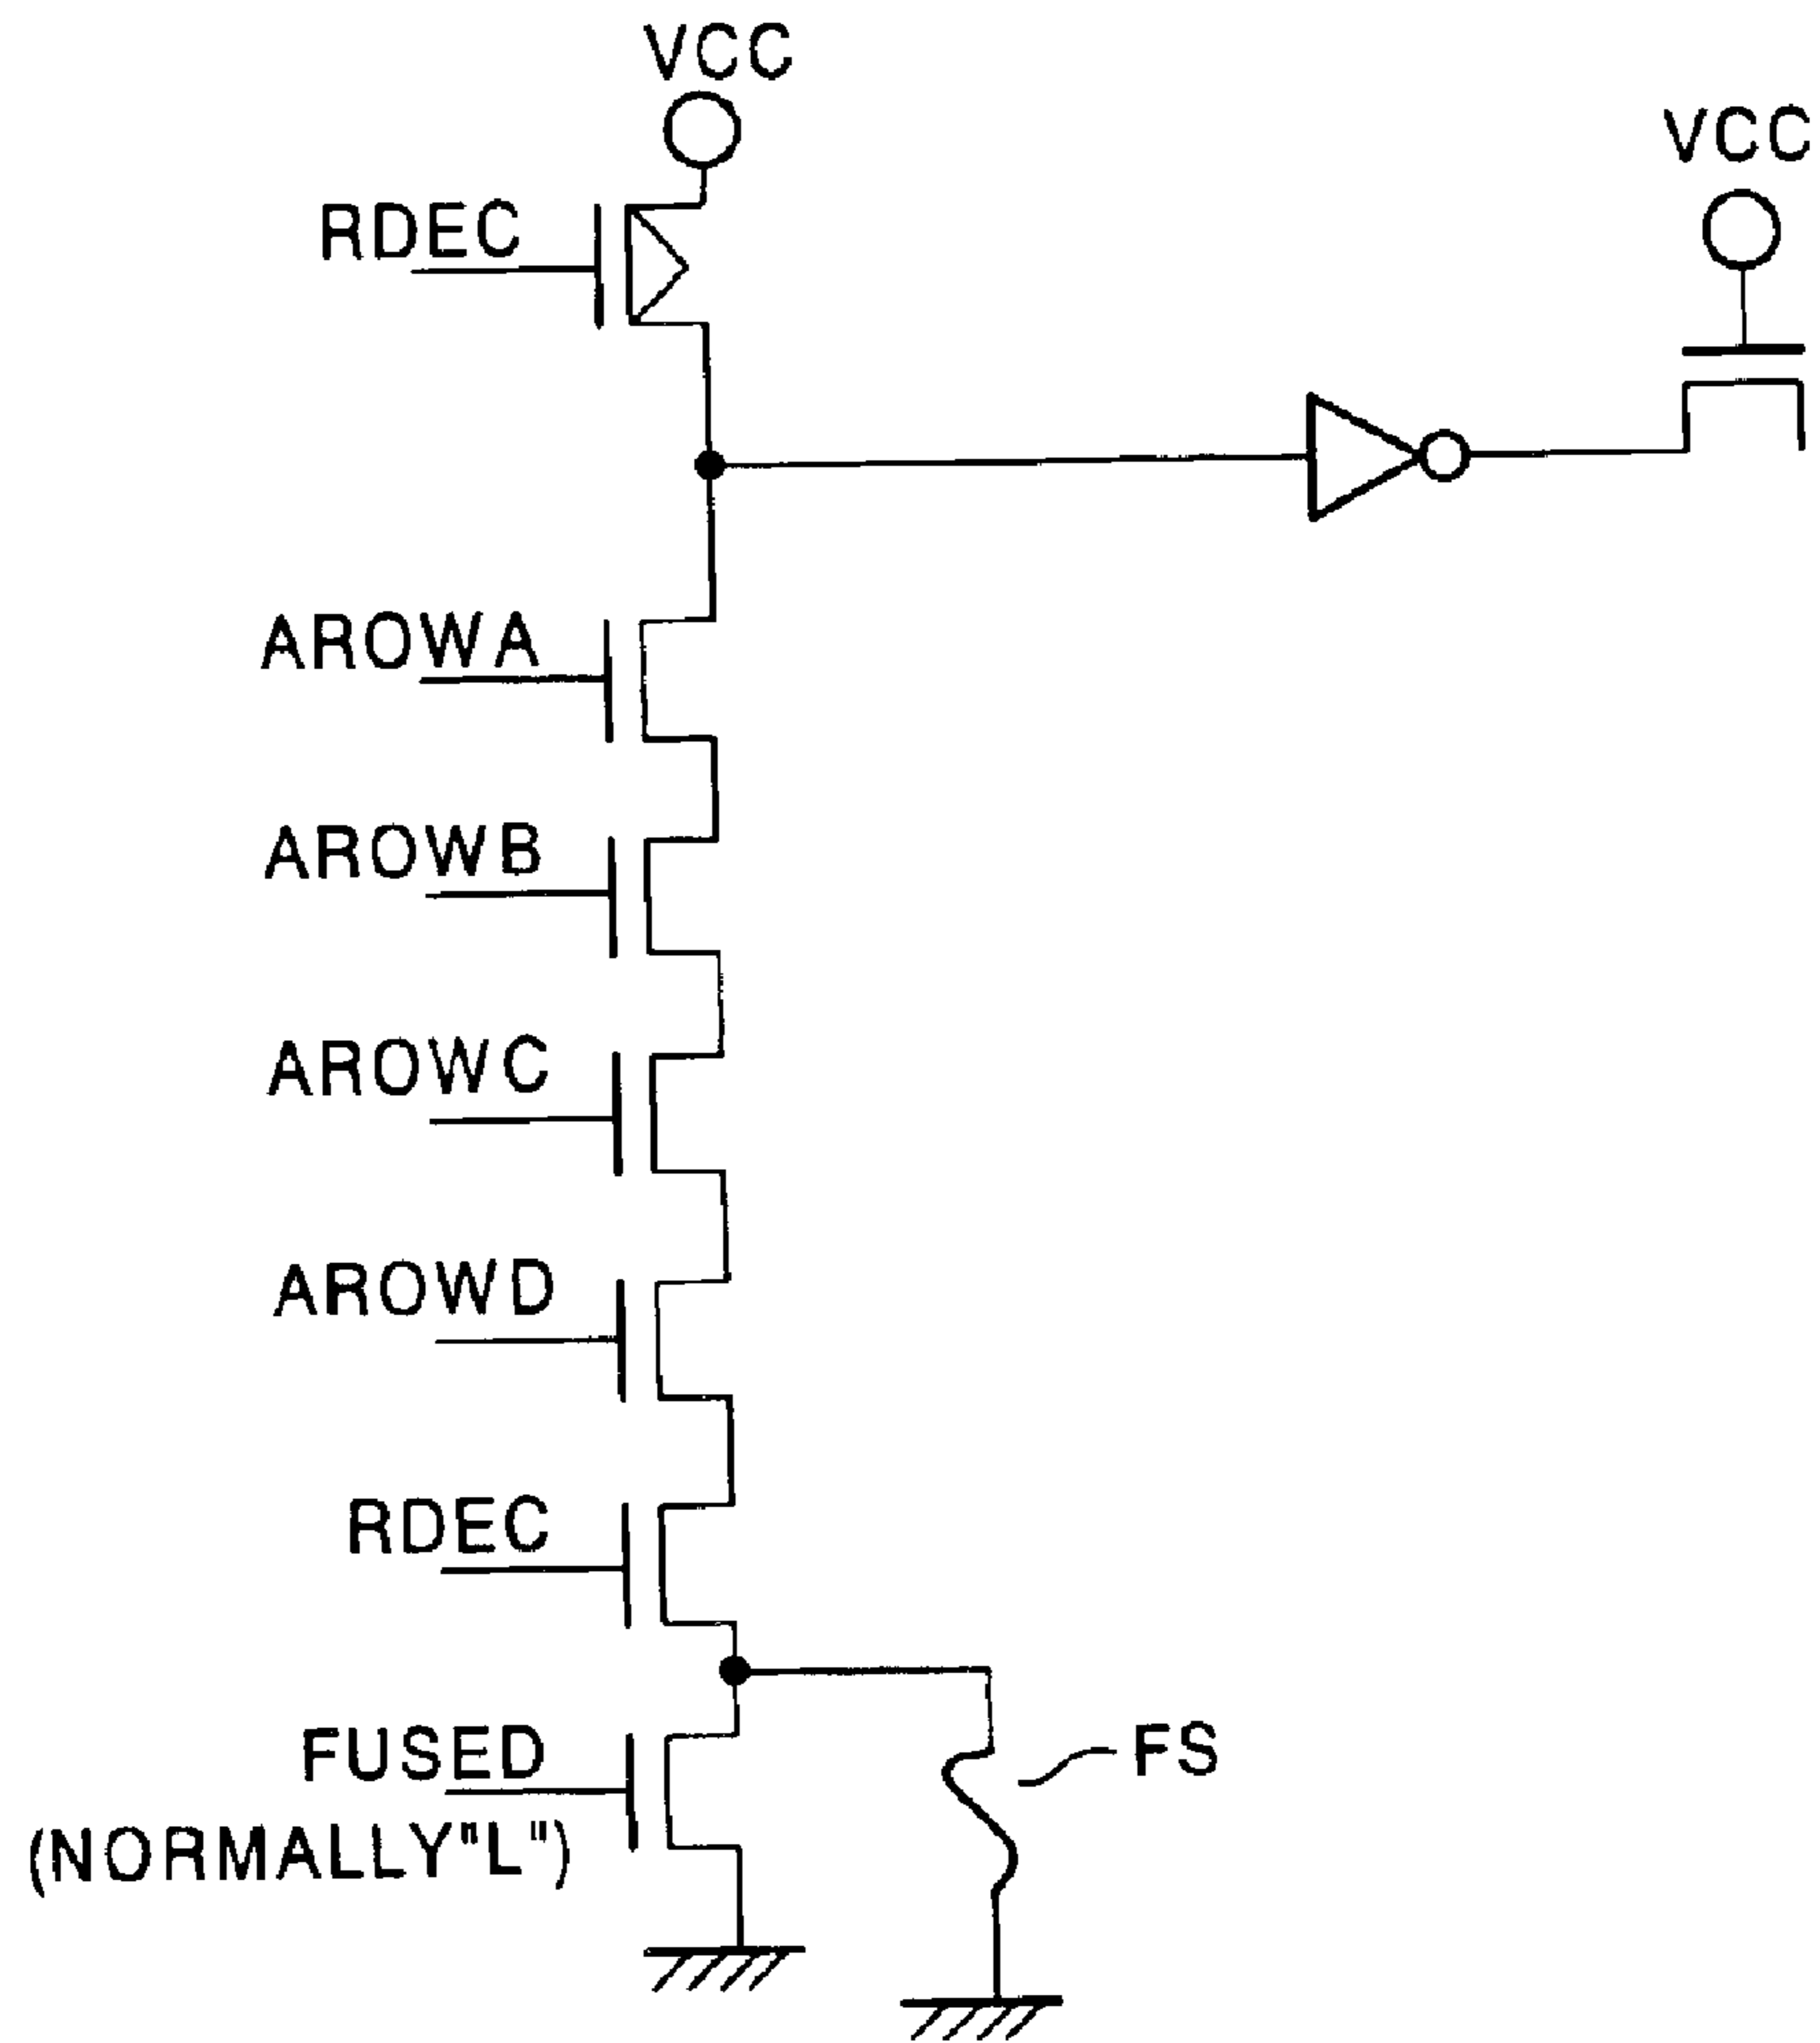 VCC
VCC
RDEC
AROWA
AROWB
AROWC
AROWD
RDEC
FUSED
FS
(NORMALLY"L")